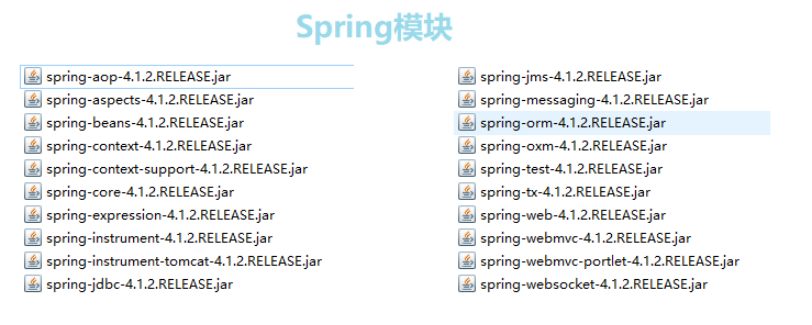 Spring模块
spring-aop-4.1.2.RELEASE.jar
spring-aspects-4.1.2.RELEASE.jar
spring-beans-4.1.2.RELEASE.jar
spring-context-4.1.2.RELEASE.jar
spring-context-support-4.1.2.RELEASE.jar
spring-core-4.1.2.RELEASE.jar
spring-expression-4.1.2.RELEASE.jar
spring-instrument-4.1.2.RELEASE.jar
spring-instrument-tomcat-4.1.2.RELEASE.jar
spring-jdbc-4.1.2.RELEASE.jar
spring-jms-4.1.2.RELEASE.jar
spring-messaging-4.1.2.RELEASE.jar
spring-orm-4.1.2.RELEASE.jar
spring-oxm-4.1.2.RELEASE.jar
spring-test-4.1.2.RELEASE.jar
spring-tx-4.1.2.RELEASE.jar
spring-web-4.1.2.RELEASE.jar
spring-webmvc-4.1.2.RELEASE.jar
spring-webmvc-portlet-4.1.2.RELEASE.jar
spring-websocket-4.1.2.RELEASE.jar